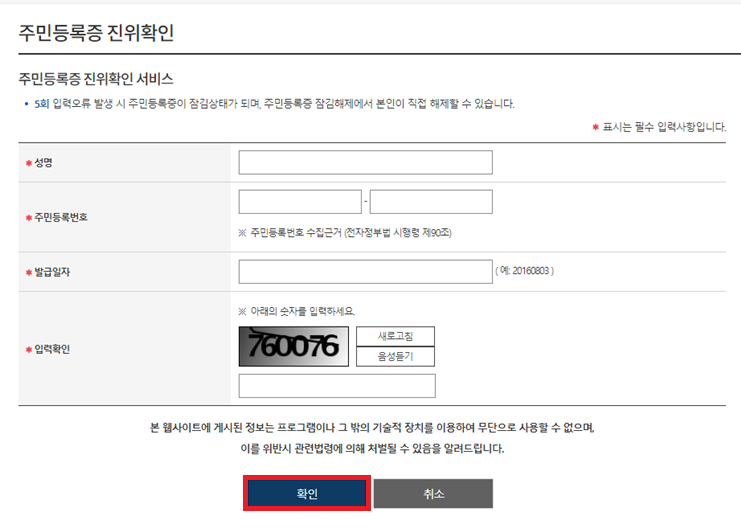 주민등록증 진위확인
주민등록증 진위확인 서비스
• 5회 입력오류 발생 시 주민등록증이 잠김상태가 되며, 주민등록증 잠김해제에서 본인이 직접 해제할 수 있습니다.
* 표시는 필수 입력사항입니다.
* 성명
* 주민등록번호
-
※ 주민등록번호 수집근거 (전자정부법 시행령 제90조)
* 발급일자
( 예: 20160803 )
* 입력확인
※ 아래의 숫자를 입력하세요.
760076
새로고침
음성듣기
본 웹사이트에 게시된 정보는 프로그램이나 그 밖의 기술적 장치를 이용하여 무단으로 사용할 수 없으며,
이를 위반시 관련법령에 의해 처벌될 수 있음을 알려드립니다.
확인
취소